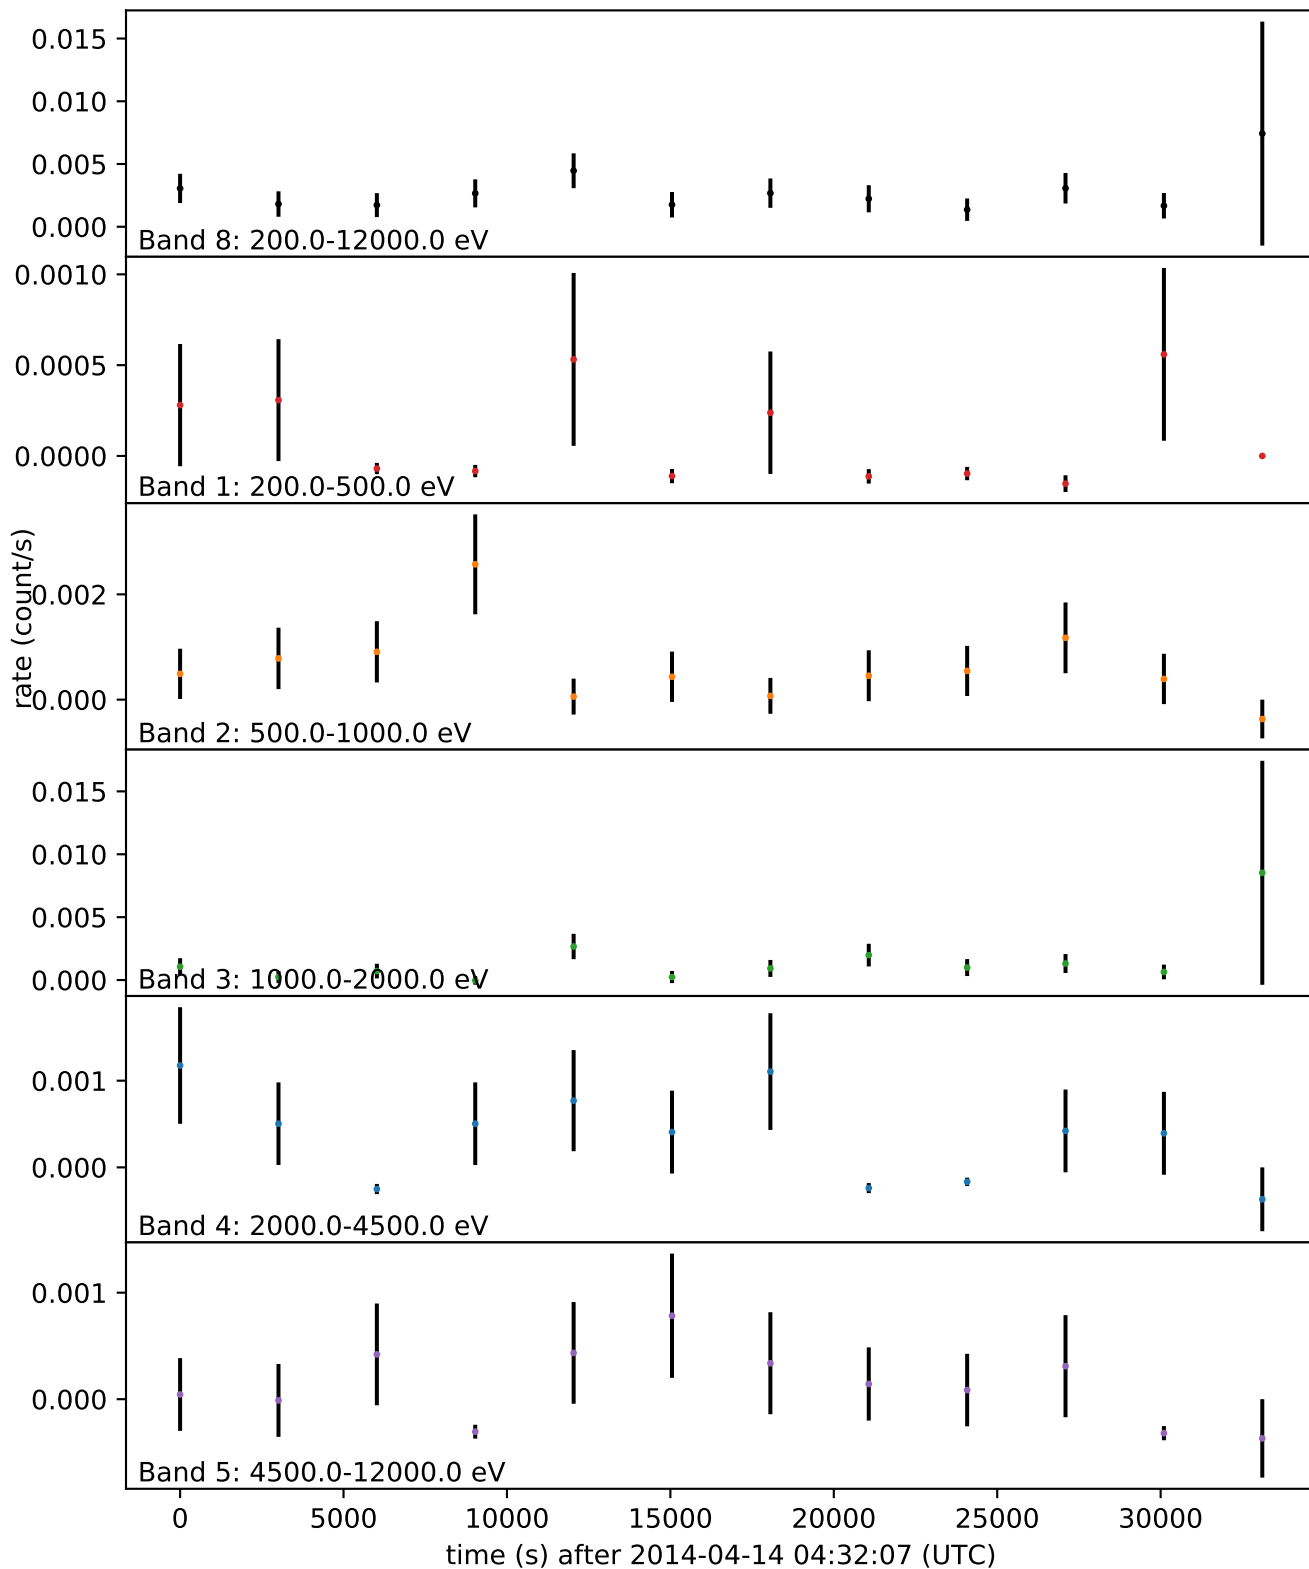 0.015
0.010
0.005
0.000
Band 8: 200.0-12000.0 eV
0.0010
0.0005
0.0000
Band 1: 200.0-500.0 eV
rate (count/s)
0.002
0.000
Band 2: 500.0-1000.0 eV
0.015
0.010
0.005
0.000
Band 3: 1000.0-2000.0 eV
0.001
0.000
Band 4: 2000.0-4500.0 eV
0.001
0.000
Band 5: 4500.0-12000.0 eV
0 5000 10000 15000 20000 25000 30000
time (s) after 2014-04-14 04:32:07 (UTC)